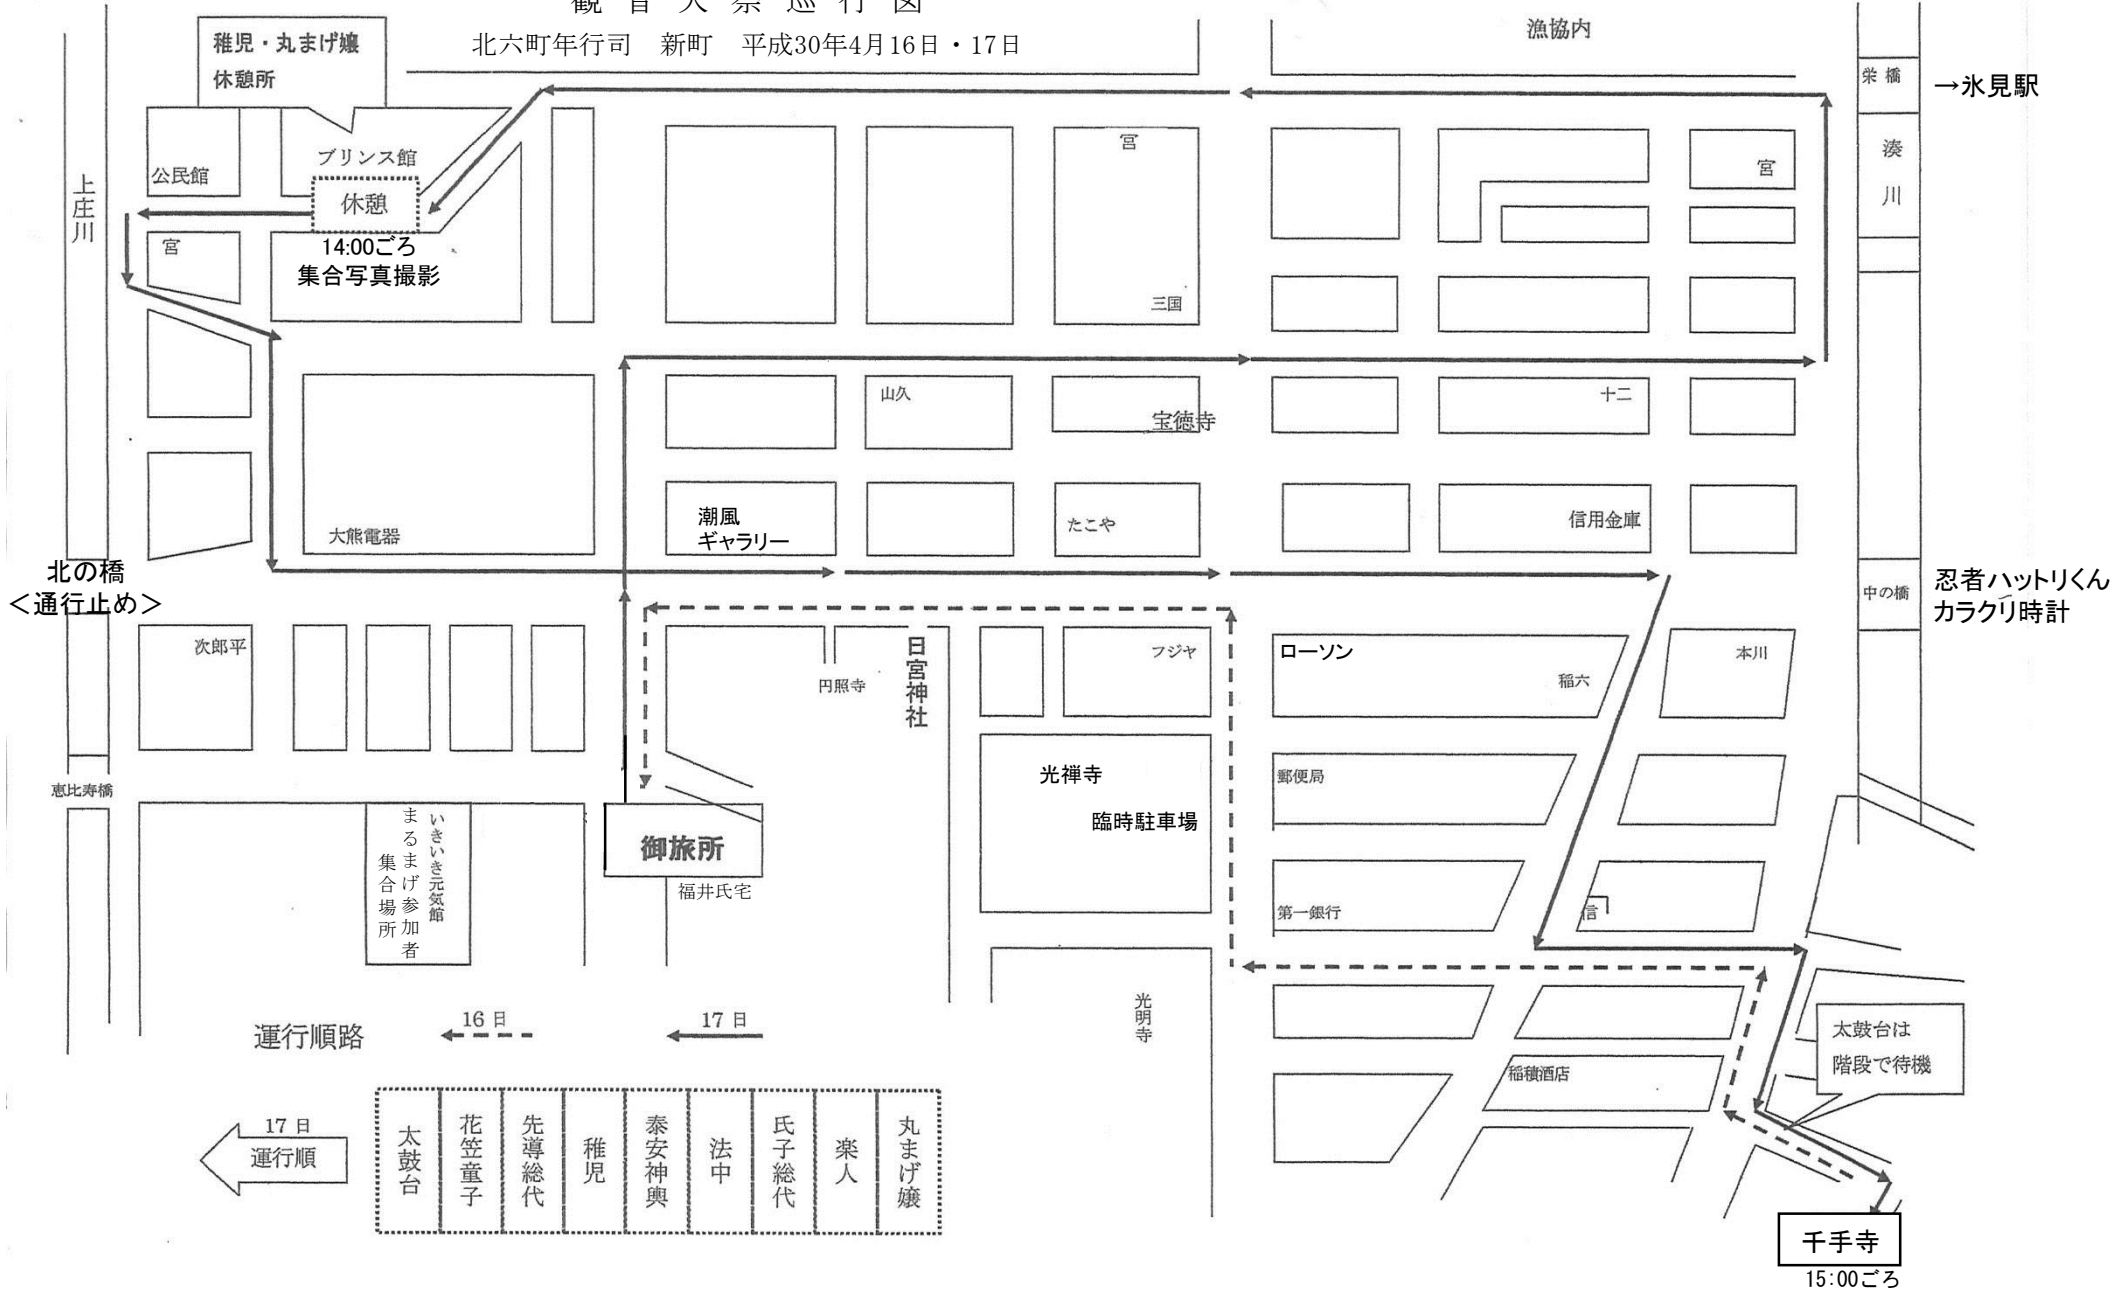 観音大祭巡行図
北六町年行司　新町　平成30年4月16日・17日
漁協内
稚児・丸まげ嬢
休憩所
栄橋
→氷見駅
湊川
公民館
プリンス館
休憩
上庄川
宮
14:00ごろ
集合写真撮影
宮
三国
宮
山久
宝徳寺
十二
大熊電器
潮風
ギャラリー
たこや
信用金庫
北の橋
＜通行止め＞
中の橋
忍者ハットリくん
カラクリ時計
次郎平
円照寺
日宮神社
フジヤ
ローソン
稲六
本川
恵比寿橋
光禅寺
臨時駐車場
郵便局
いきいき元気館
まるまげ参加者
集合場所
御旅所
福井氏宅
第一銀行
信
光明寺
運行順路
16日
17日
稲積酒店
太鼓台は
階段で待機
17日
運行順
太鼓台
花笠童子
先導総代
稚児
泰安神輿
法中
氏子総代
楽人
丸まげ嬢
千手寺
15:00ごろ